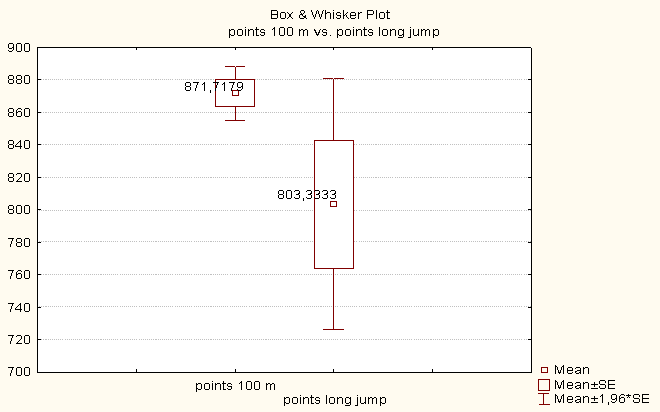 Box & Whisker Plot
points 100 m vs. points long jump
900
880
860
840
820
800
780
760
740
720
700
871,7179
803,3333
points 100 m
points long jump
Mean
Mean±SE
Mean±1,96*SE